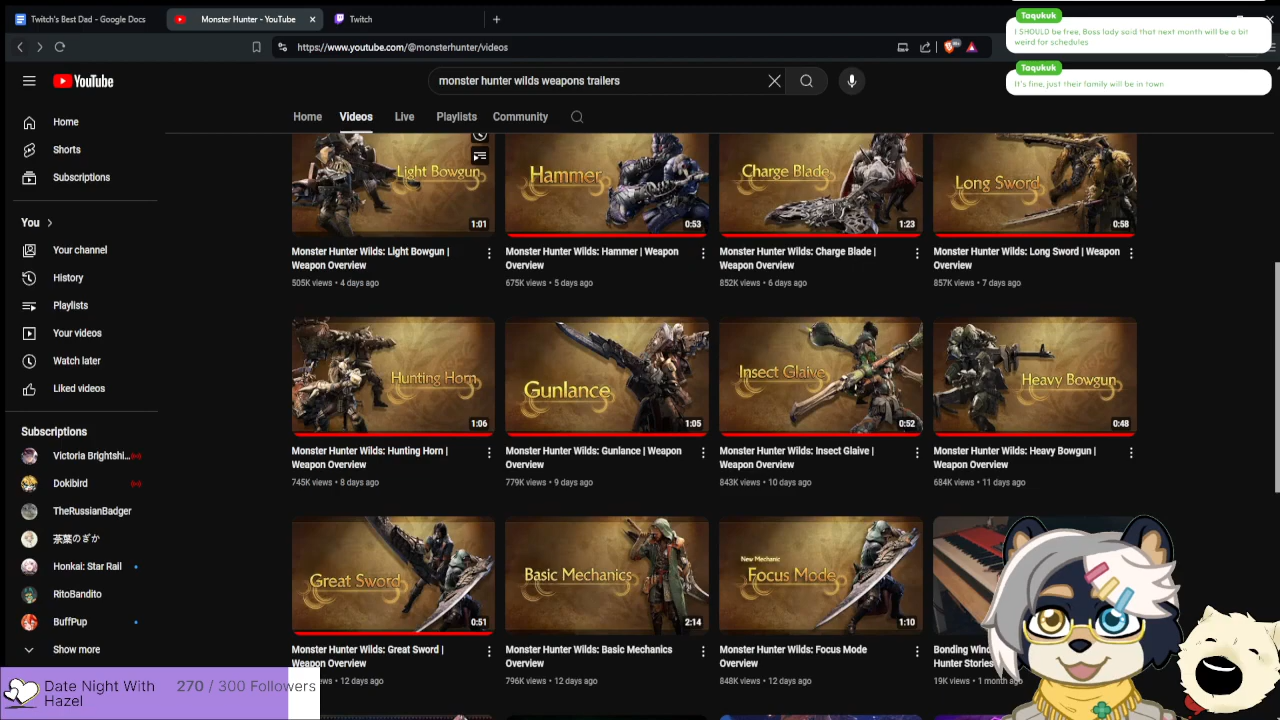 Twitch's Best Dad - Google Docs
Monster Hunter - YouTube
Twitch
YouTube
monster hunter wilds weapons trailers
Taqukuk
I SHOULD be free, Boss lady said that next month will be a bit
weird for schedules
Taqukuk
It's fine, just their family will be in town
Home
Videos
Live
Playlists
Community
Home
Shorts
Subscriptions
You
Your channel
History
Playlists
Your videos
Watch later
Liked videos
Subscriptions
Victoria Brightshi...
Dokibird
TheRussianBadger
茶葉のぎか
Honkai: Star Rail
RubBandito
BuffPup
Show more
Light Bowgun
1:01
Hammer
0:53
Charge Blade
1:23
Long Sword
0:58
Monster Hunter Wilds: Light Bowgun |
Weapon Overview
505K views • 4 days ago
Monster Hunter Wilds: Hammer | Weapon
Overview
675K views • 5 days ago
Monster Hunter Wilds: Charge Blade |
Weapon Overview
852K views • 6 days ago
Monster Hunter Wilds: Long Sword | Weapon
Overview
857K views • 7 days ago
Hunting Horn
1:06
Gunlance
1:05
Insect Glaive
0:52
Heavy Bowgun
0:48
Monster Hunter Wilds: Hunting Horn |
Weapon Overview
745K views • 8 days ago
Monster Hunter Wilds: Gunlance | Weapon
Overview
779K views • 9 days ago
Monster Hunter Wilds: Insect Glaive |
Weapon Overview
843K views • 10 days ago
Monster Hunter Wilds: Heavy Bowgun |
Weapon Overview
684K views • 11 days ago
Great Sword
0:51
Basic Mechanics
2:14
New Mechanic
Focus Mode
1:10
Monster Hunter Wilds: Great Sword |
Weapon Overview
ws • 12 days ago
Monster Hunter Wilds: Basic Mechanics
Overview
796K views • 12 days ago
Monster Hunter Wilds: Focus Mode
Overview
848K views • 12 days ago
Bonding Winc
Hunter Stories
19K views • 1 month ago
Date Night With
Hazel
270 / 300 Followers